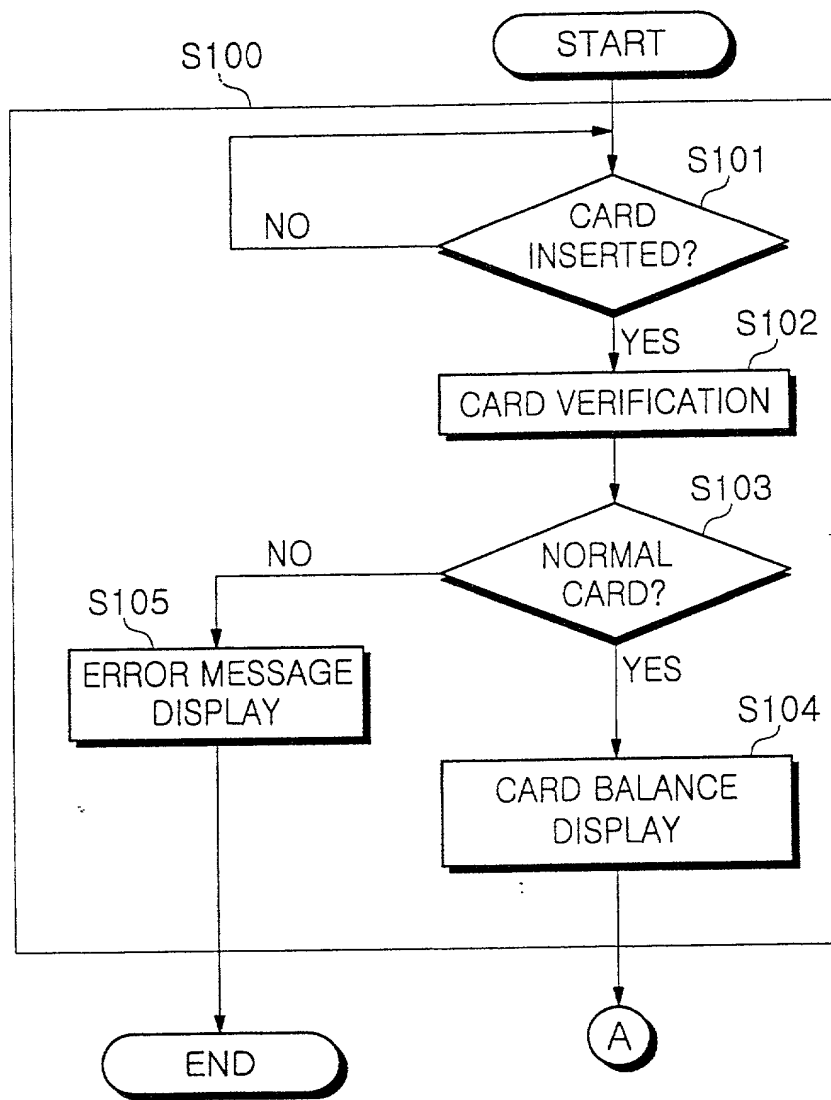 START
S100
S101
CARD
INSERTED?
NO
YES
S102
CARD VERIFICATION
S103
NORMAL
CARD?
NO
S105
ERROR MESSAGE
DISPLAY
YES
S104
CARD BALANCE
DISPLAY
END
A